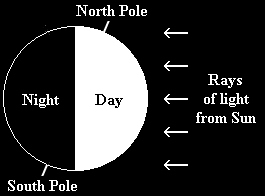 North Pole
Night
Day
Rays
of light
from Sun
South Pole